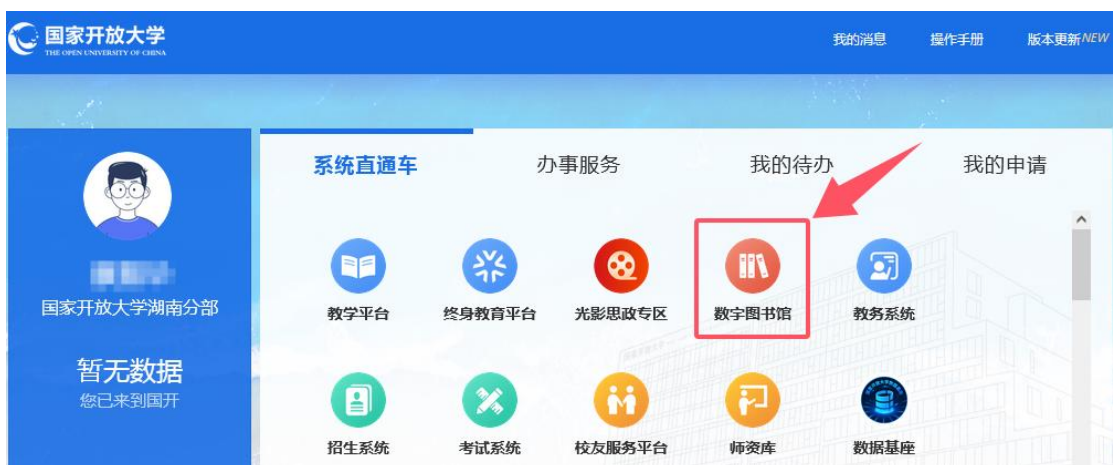 国家开放大学
THE OPEN UNIVERSITY OF CHINA
我的消息 操作手册 版本更新NEW
系统直通车 办事服务 我的待办 我的申请
国家开放大学湖南分部
暂无数据
您已来到国开
教学平台 终身教育平台 光影思政专区 数字图书馆 教务系统
招生系统 考试系统 校友服务平台 师资库 数据基座